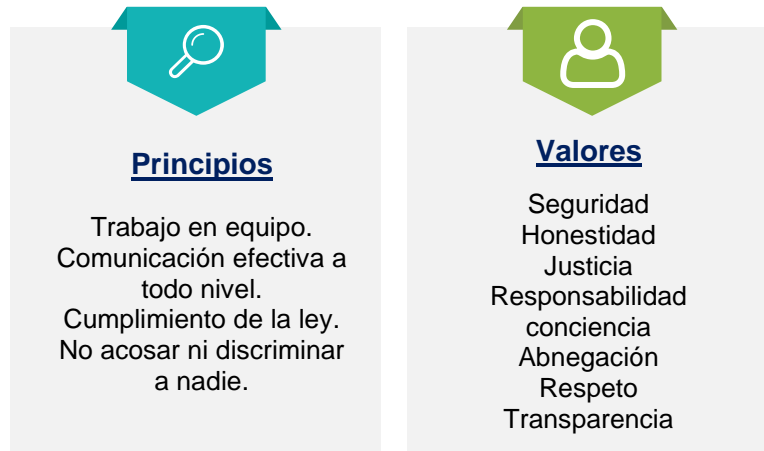 Principios
Trabajo en equipo.
Comunicación efectiva a
todo nivel.
Cumplimiento de la ley.
No acosar ni discriminar
a nadie.
Valores
Seguridad
Honestidad
Justicia
Responsabilidad
conciencia
Abnegación
Respeto
Transparencia